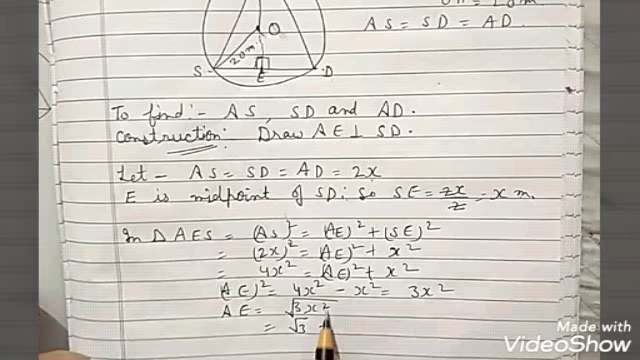 AS = SD = AD.
O
20m
S
E
D
To find:- AS, SD and AD.
Construction: Draw AE ⊥ SD.
Let - AS = SD = AD = 2x
E is midpoint of SD: So SE = 2x/2 = x m.
In Δ AES = (AS)² = (AE)² + (SE)²
= (2x)² = (AE)² + x²
= 4x² = (AE)² + x²
(AE)² = 4x² - x² = 3x²
AE = √3x²
= √3
Made with
VideoShow